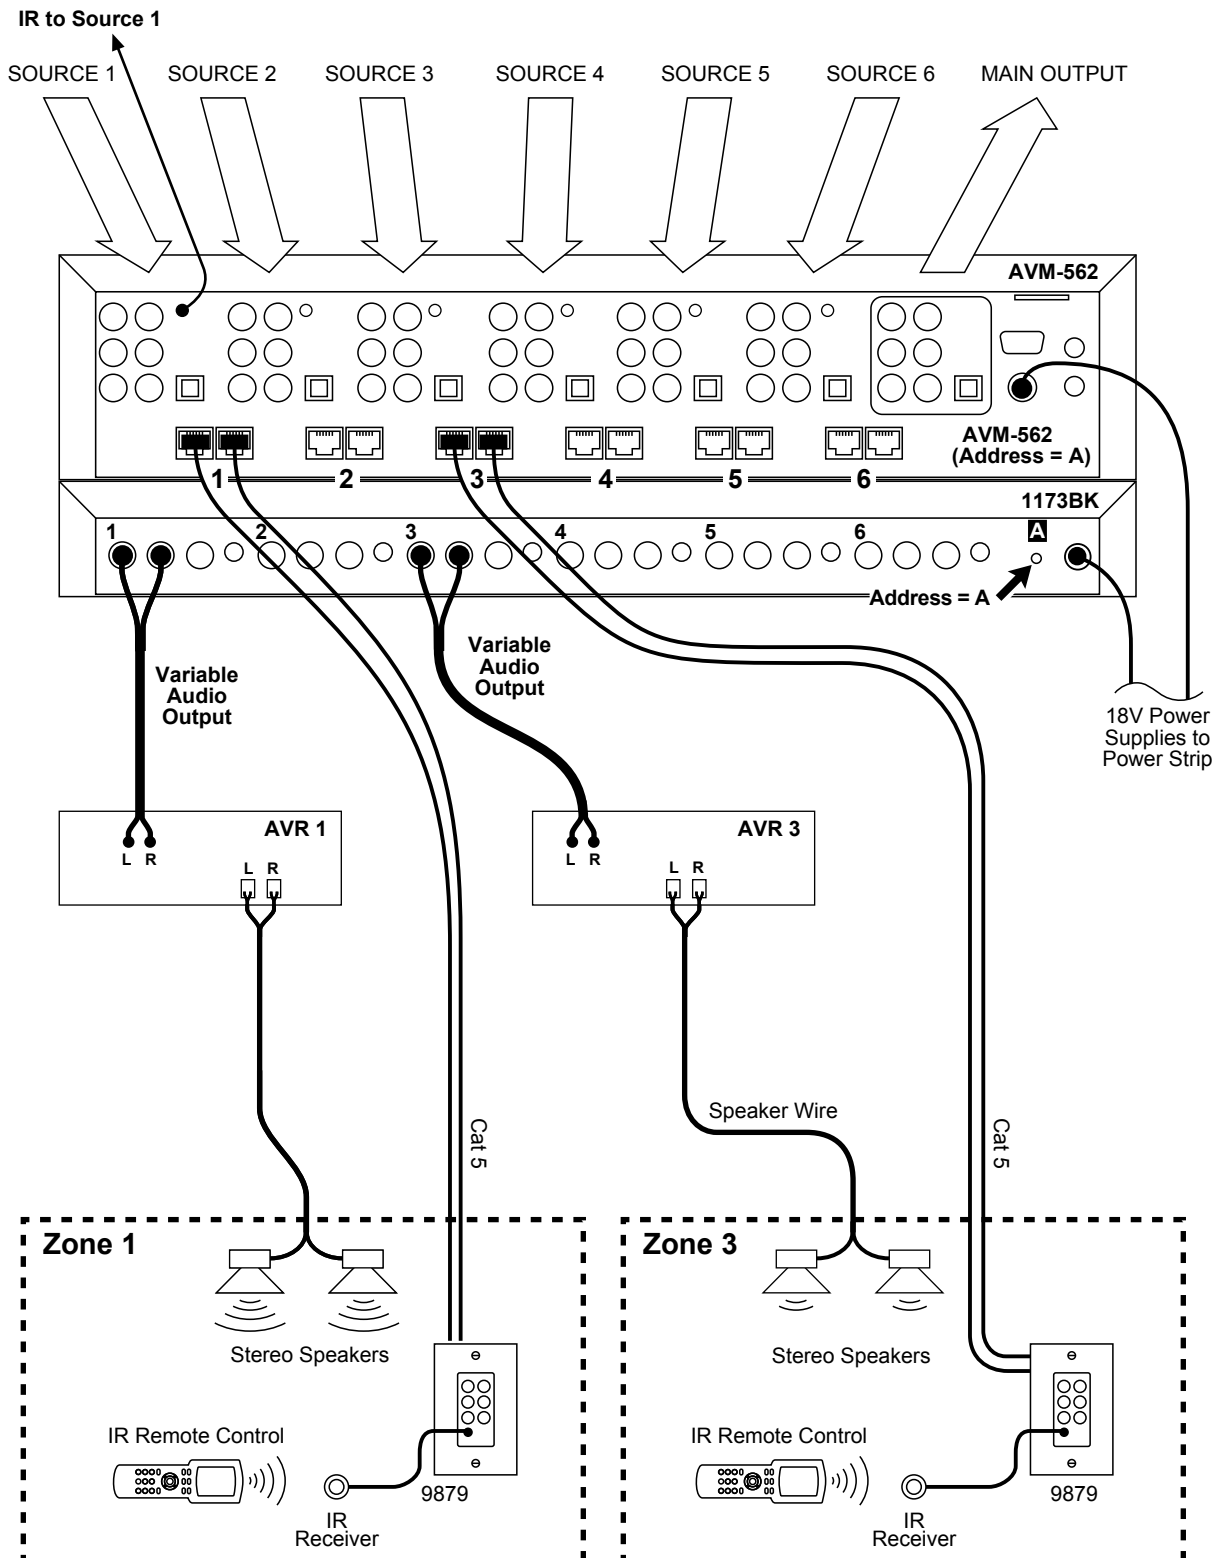 IR to Source 1
SOURCE 1
SOURCE 2
SOURCE 3
SOURCE 4
SOURCE 5
SOURCE 6
MAIN OUTPUT
AVM-562
AVM-562
(Address = A)
1
2
3
4
5
6
1173BK
1
2
3
4
5
6
A
Address = A
Variable
Audio
Output
Variable
Audio
Output
18V Power
Supplies to
Power Strip
AVR 1
L R
L R
AVR 3
L R
L R
Speaker Wire
Cat 5
Cat 5
Zone 1
Stereo Speakers
IR Remote Control
IR
Receiver
9879
Zone 3
Stereo Speakers
IR Remote Control
IR
Receiver
9879